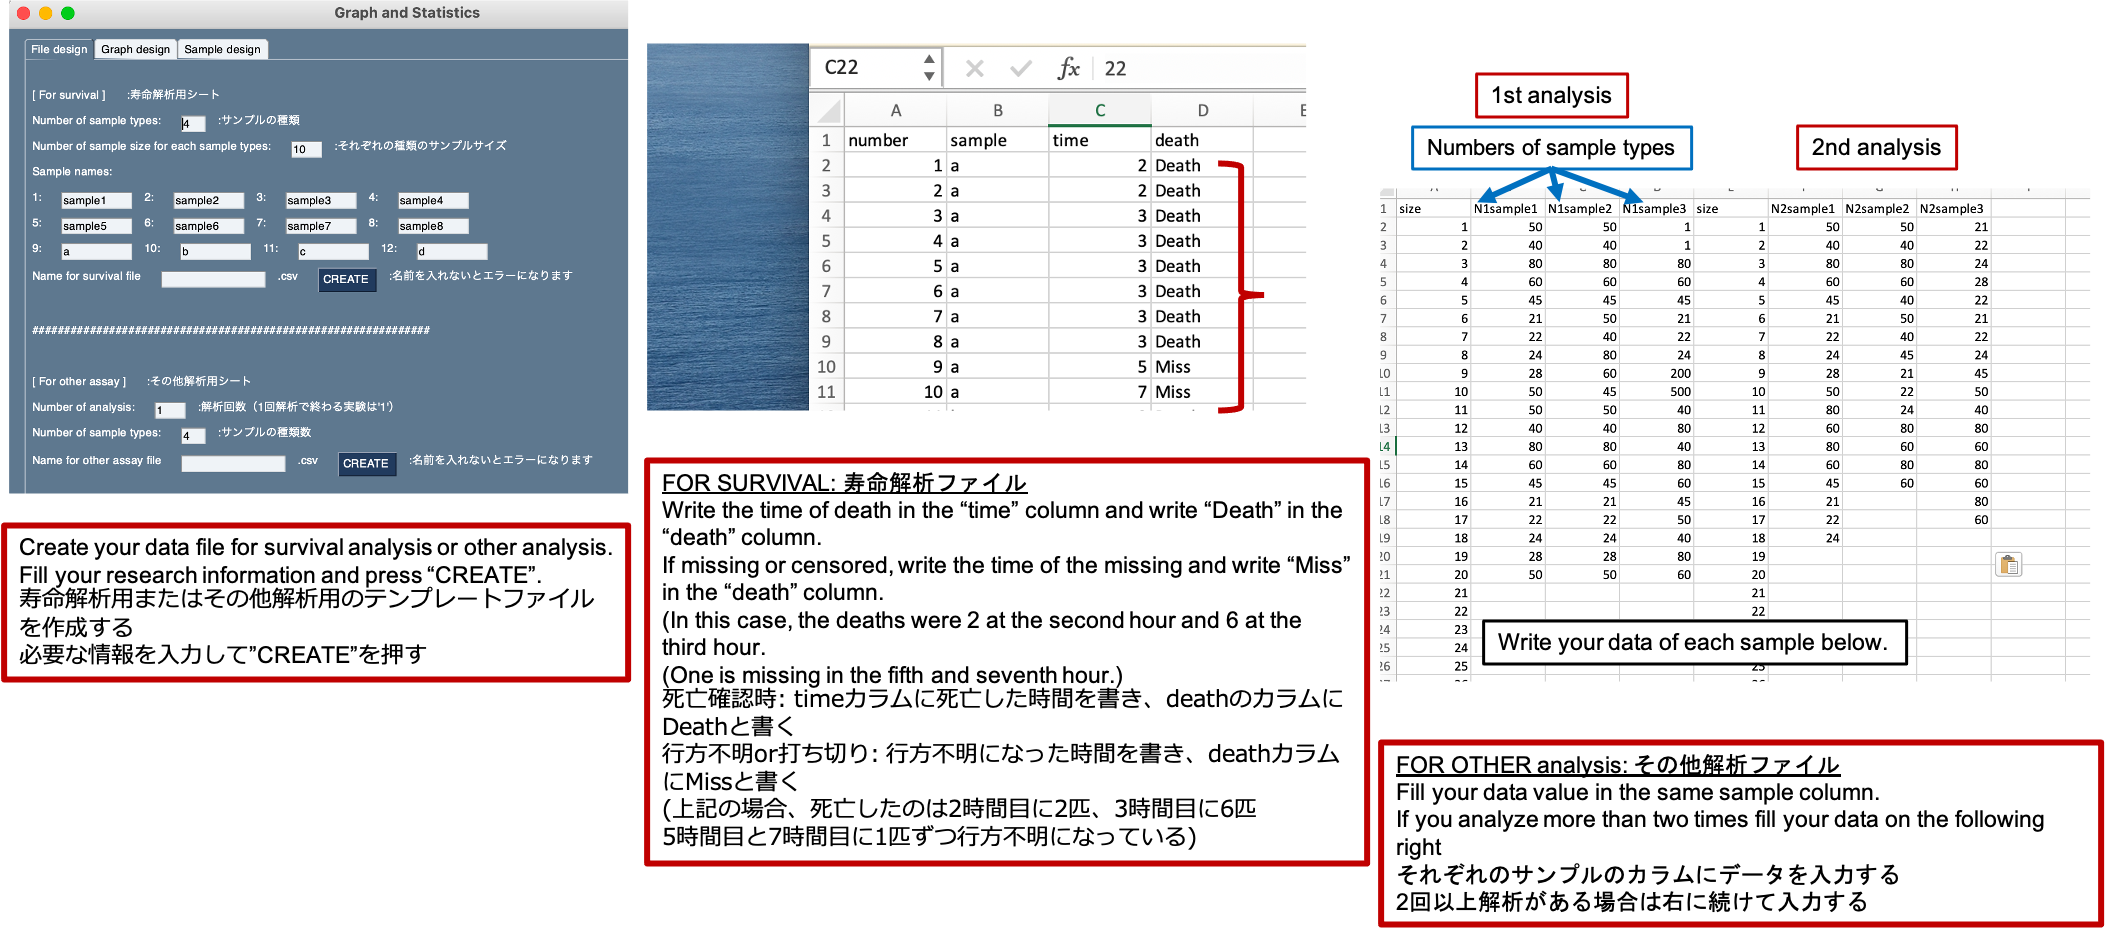 Graph and Statistics
File design Graph design Sample design
[ For survival ] :寿命解析用シート
Number of sample types: 4 :サンプルの種類
Number of sample size for each sample types: 10 :それぞれの種類のサンプルサイズ
Sample names:
1: sample1 2: sample2 3: sample3 4: sample4
5: sample5 6: sample6 7: sample7 8: sample8
9: a 10: b 11: c 12: d
Name for survival file .csv CREATE :名前を入れないとエラーになります
##############################################################
[ For other assay ] :その他解析用シート
Number of analysis: 1 :解析回数（1回解析で終わる実験は'1'）
Number of sample types: 4 :サンプルの種類数
Name for other assay file .csv CREATE :名前を入れないとエラーになります
Create your data file for survival analysis or other analysis.
Fill your research information and press “CREATE”.
寿命解析用またはその他解析用のテンプレートファイル
を作成する
必要な情報を入力して”CREATE”を押す
C22 fx 22
A B C D E
1 number sample time death
2 1 a 2 Death
3 2 a 2 Death
4 3 a 3 Death
5 4 a 3 Death
6 5 a 3 Death
7 6 a 3 Death
8 7 a 3 Death
9 8 a 3 Death
10 9 a 5 Miss
11 10 a 7 Miss
FOR SURVIVAL: 寿命解析ファイル
Write the time of death in the “time” column and write “Death” in the
“death” column.
If missing or censored, write the time of the missing and write “Miss”
in the “death” column.
(In this case, the deaths were 2 at the second hour and 6 at the
third hour.
(One is missing in the fifth and seventh hour.)
死亡確認時: timeカラムに死亡した時間を書き、deathのカラムに
Deathと書く
行方不明or打ち切り: 行方不明になった時間を書き、deathカラム
にMissと書く
(上記の場合、死亡したのは2時間目に2匹、3時間目に6匹
5時間目と7時間目に1匹ずつ行方不明になっている)
1st analysis
Numbers of sample types
2nd analysis
1 size N1sample1 N1sample2 N1sample3 size N2sample1 N2sample2 N2sample3
2 1 50 50 1 1 50 50 21
3 2 40 40 1 2 40 40 22
4 3 80 80 80 3 80 80 24
5 4 60 60 60 4 60 60 28
6 5 45 45 45 5 45 40 22
7 6 21 50 21 6 21 50 21
8 7 22 40 22 7 22 40 22
9 8 24 80 24 8 24 45 24
10 9 28 60 200 9 28 21 45
11 10 50 45 500 10 50 22 50
12 11 50 50 40 11 80 24 40
13 12 40 40 80 12 60 80 80
14 13 80 80 40 13 80 60 60
15 14 60 60 80 14 60 80 80
16 15 45 45 60 15 45 60 60
17 16 21 21 45 16 21 80
18 17 22 22 50 17 22 60
19 18 24 24 40 18 24
20 19 28 28 80 19
21 20 50 50 60 20
22 21 21
23 22 22
24 23
25 24
26 25 25
Write your data of each sample below.
FOR OTHER analysis: その他解析ファイル
Fill your data value in the same sample column.
If you analyze more than two times fill your data on the following
right
それぞれのサンプルのカラムにデータを入力する
2回以上解析がある場合は右に続けて入力する